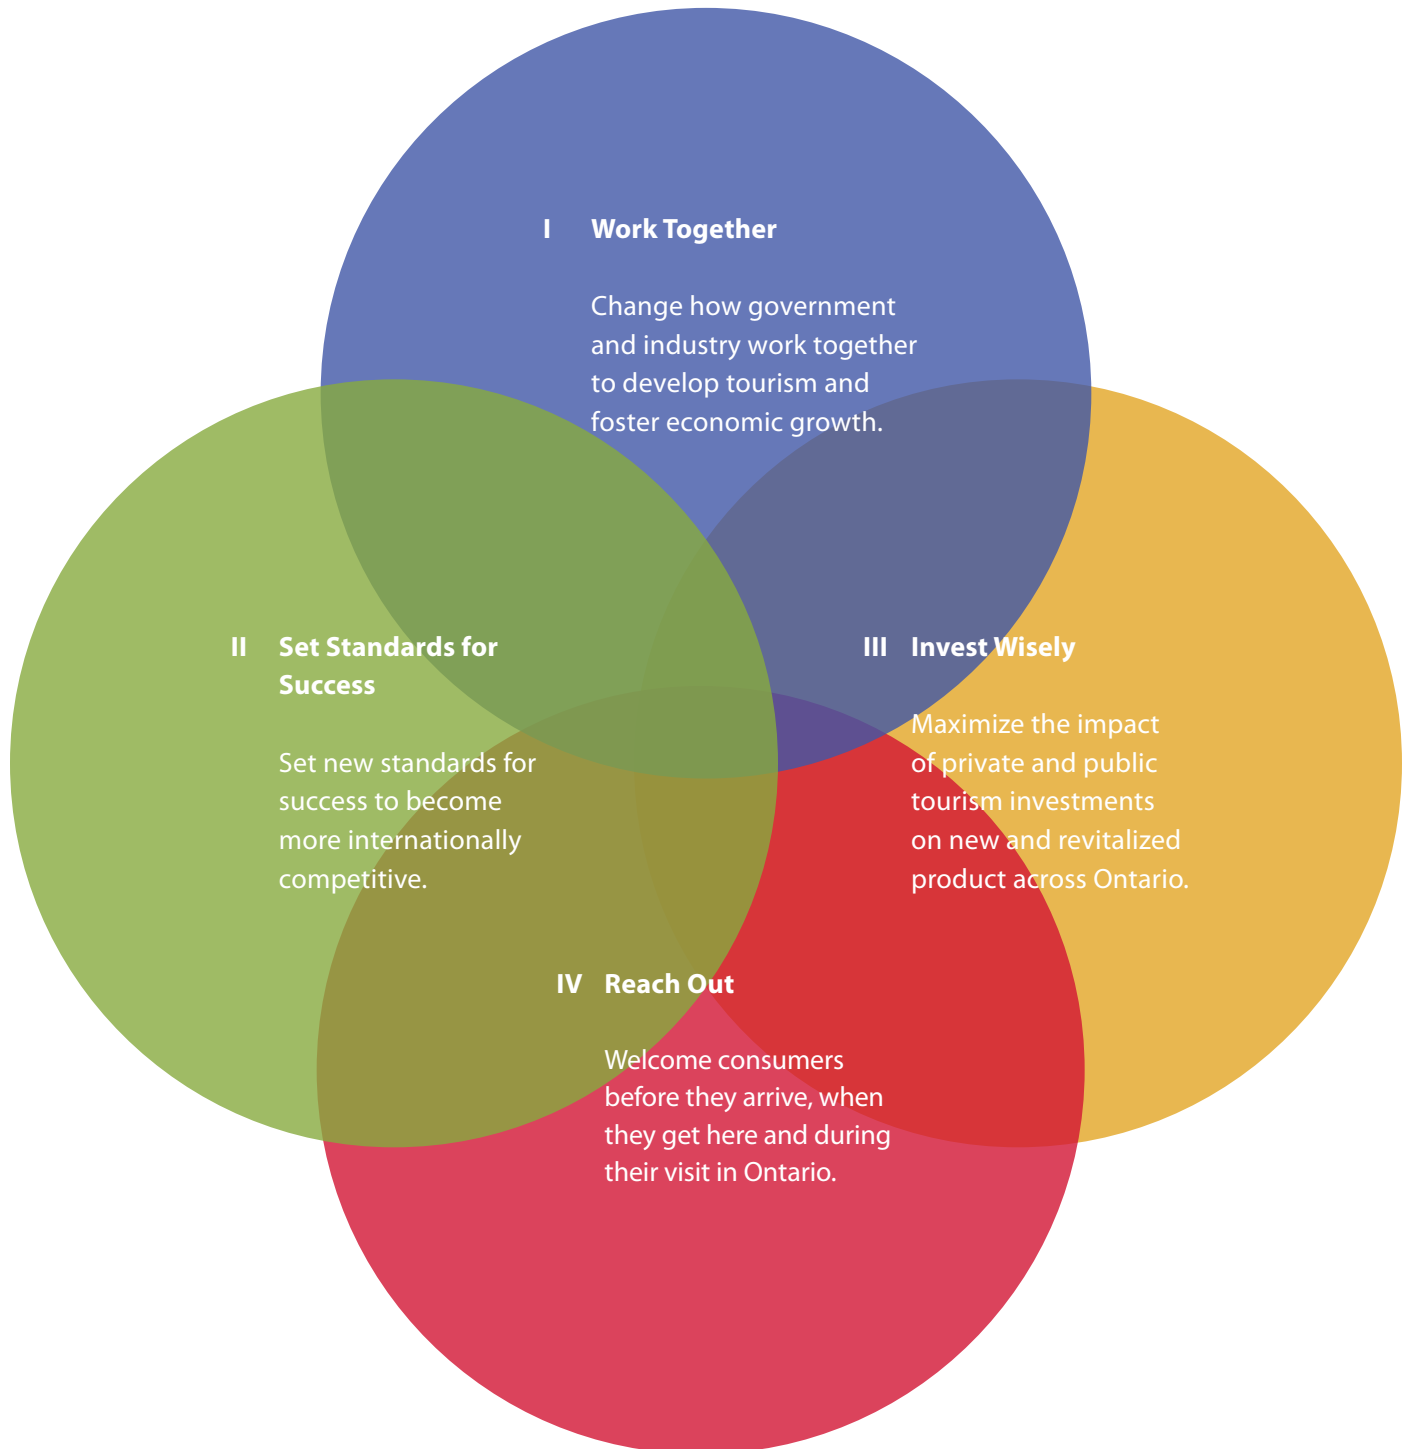 I Work Together
Change how government
and industry work together
to develop tourism and
foster economic growth.
II Set Standards for
Success
Set new standards for
success to become
more internationally
competitive.
III Invest Wisely
Maximize the impact
of private and public
tourism investments
on new and revitalized
product across Ontario.
IV Reach Out
Welcome consumers
before they arrive, when
they get here and during
their visit in Ontario.